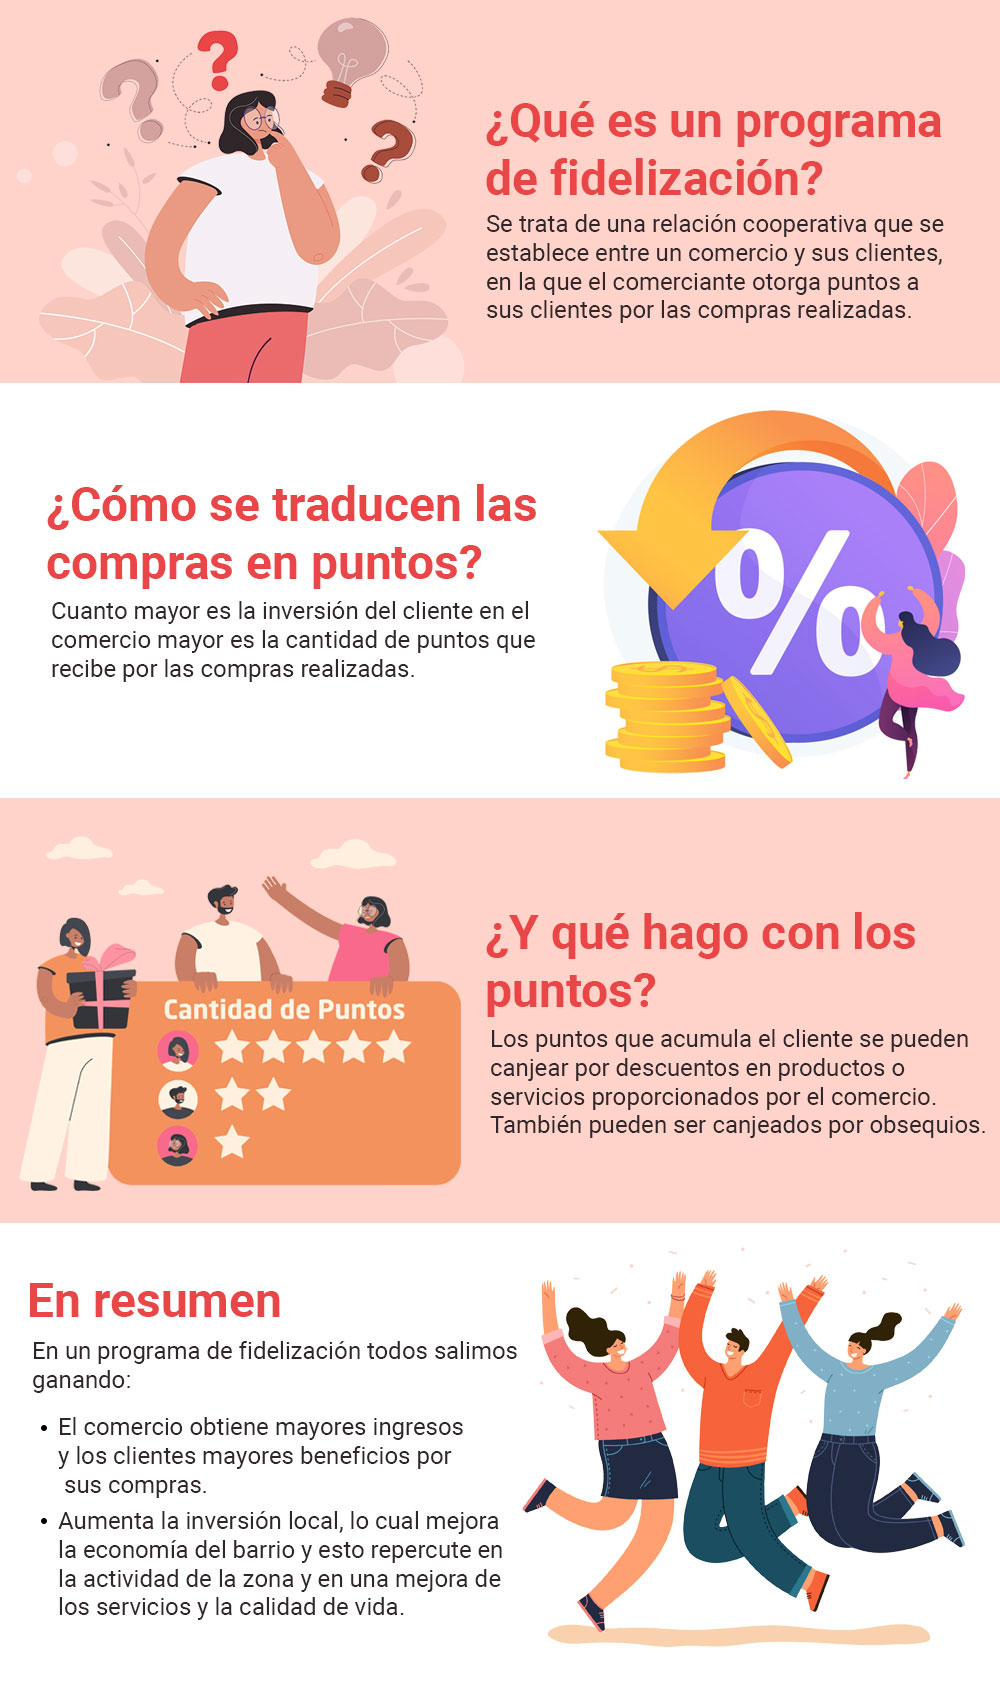 ¿Qué es un programa
de fidelización?
Se trata de una relación cooperativa que se
establece entre un comercio y sus clientes,
en la que el comerciante otorga puntos a
sus clientes por las compras realizadas.
¿Cómo se traducen las
compras en puntos?
Cuanto mayor es la inversión del cliente en el
comercio mayor es la cantidad de puntos que
recibe por las compras realizadas.
%
Cantidad de Puntos
¿Y qué hago con los
puntos?
Los puntos que acumula el cliente se pueden
canjear por descuentos en productos o
servicios proporcionados por el comercio.
También pueden ser canjeados por obsequios.
En resumen
En un programa de fidelización todos salimos
ganando:
• El comercio obtiene mayores ingresos
y los clientes mayores beneficios por
sus compras.
• Aumenta la inversión local, lo cual mejora
la economía del barrio y esto repercute en
la actividad de la zona y en una mejora de
los servicios y la calidad de vida.